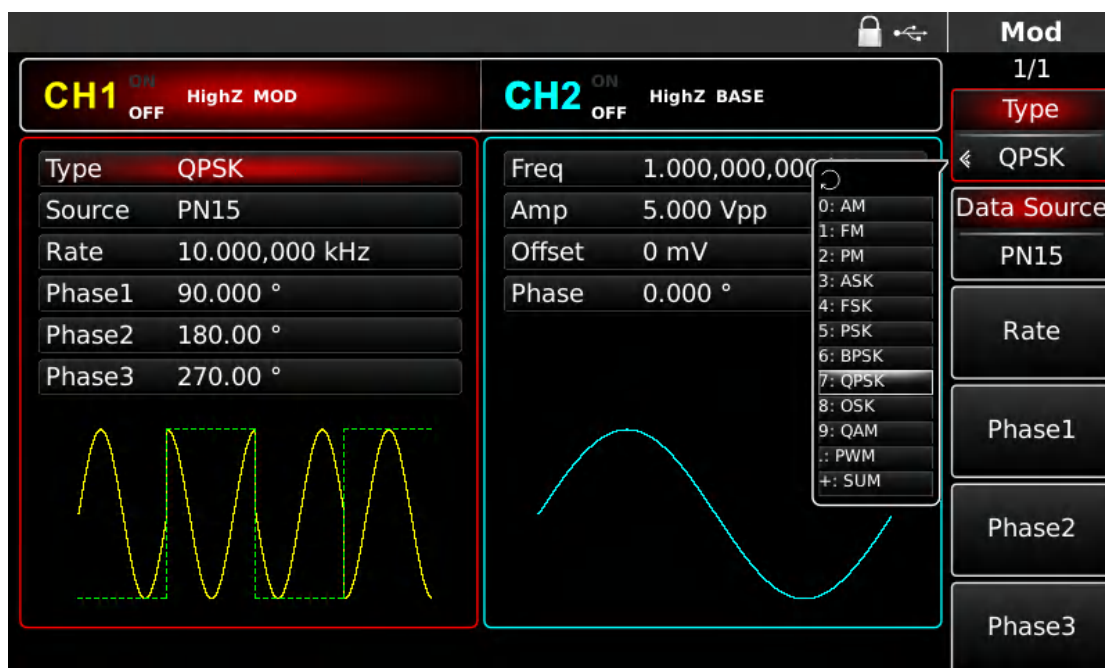 Mod
1/1
CH1 ON OFF HighZ MOD
CH2 ON OFF HighZ BASE
Type QPSK
Source PN15
Rate 10.000,000 kHz
Phase1 90.000 °
Phase2 180.00 °
Phase3 270.00 °
Freq 1.000,000,000
Amp 5.000 Vpp
Offset 0 mV
Phase 0.000 °
0: AM
1: FM
2: PM
3: ASK
4: FSK
5: PSK
6: BPSK
7: QPSK
8: OSK
9: QAM
.: PWM
+: SUM
Type
QPSK
Data Source
PN15
Rate
Phase1
Phase2
Phase3